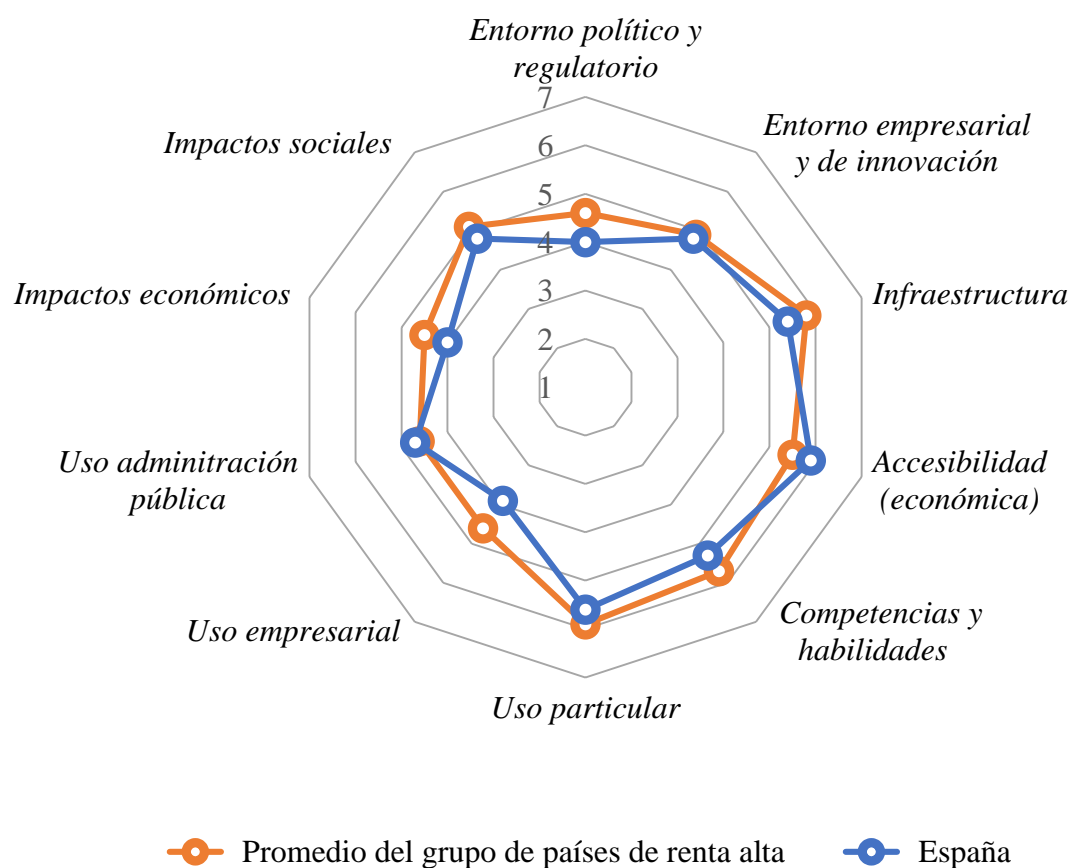 Entorno político y
regulatorio
7
Impactos sociales
6
Entorno empresarial
y de innovación
5
4
Impactos económicos
3
Infraestructura
2
1
Uso adminitración
pública
Accesibilidad
(económica)
Uso empresarial
Competencias y
habilidades
Uso particular
Promedio del grupo de países de renta alta
España